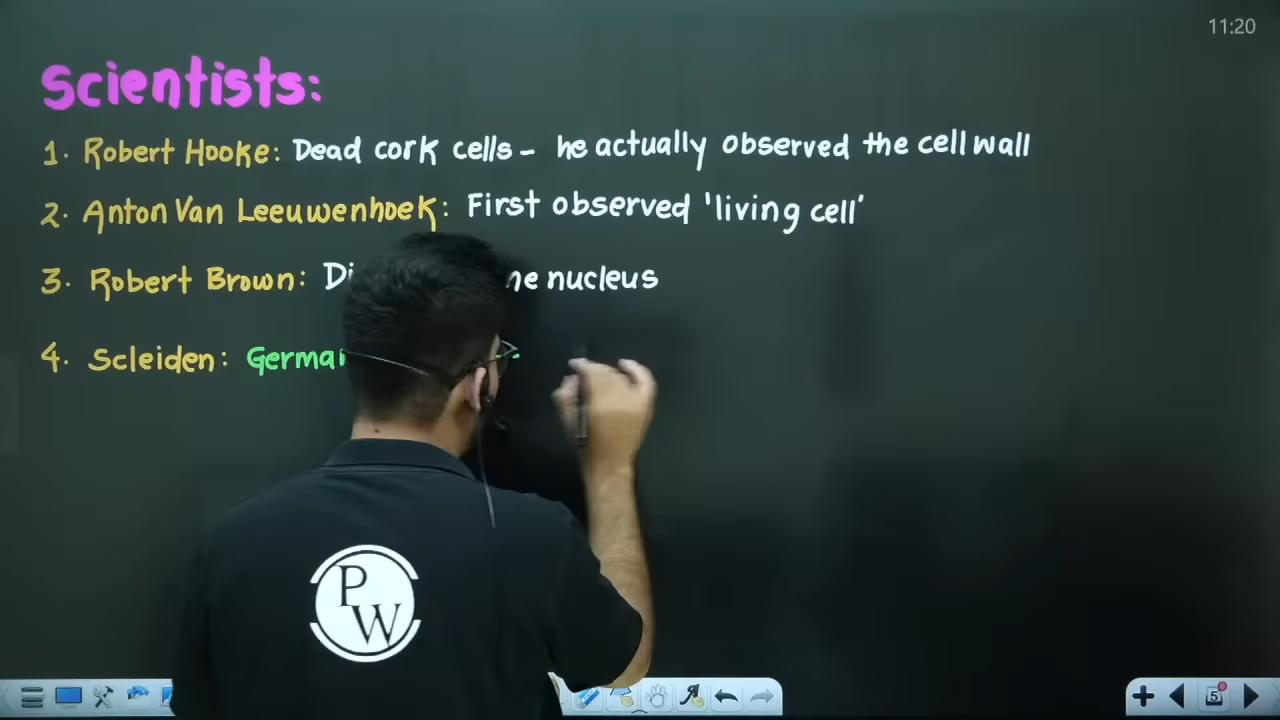 11:20
Scientists:
1. Robert Hooke: Dead cork cells - he actually observed the cell wall
2. Anton Van Leeuwenhoek: First observed 'living cell'
3. Robert Brown: nucleus
4. Scleiden:
PW
5